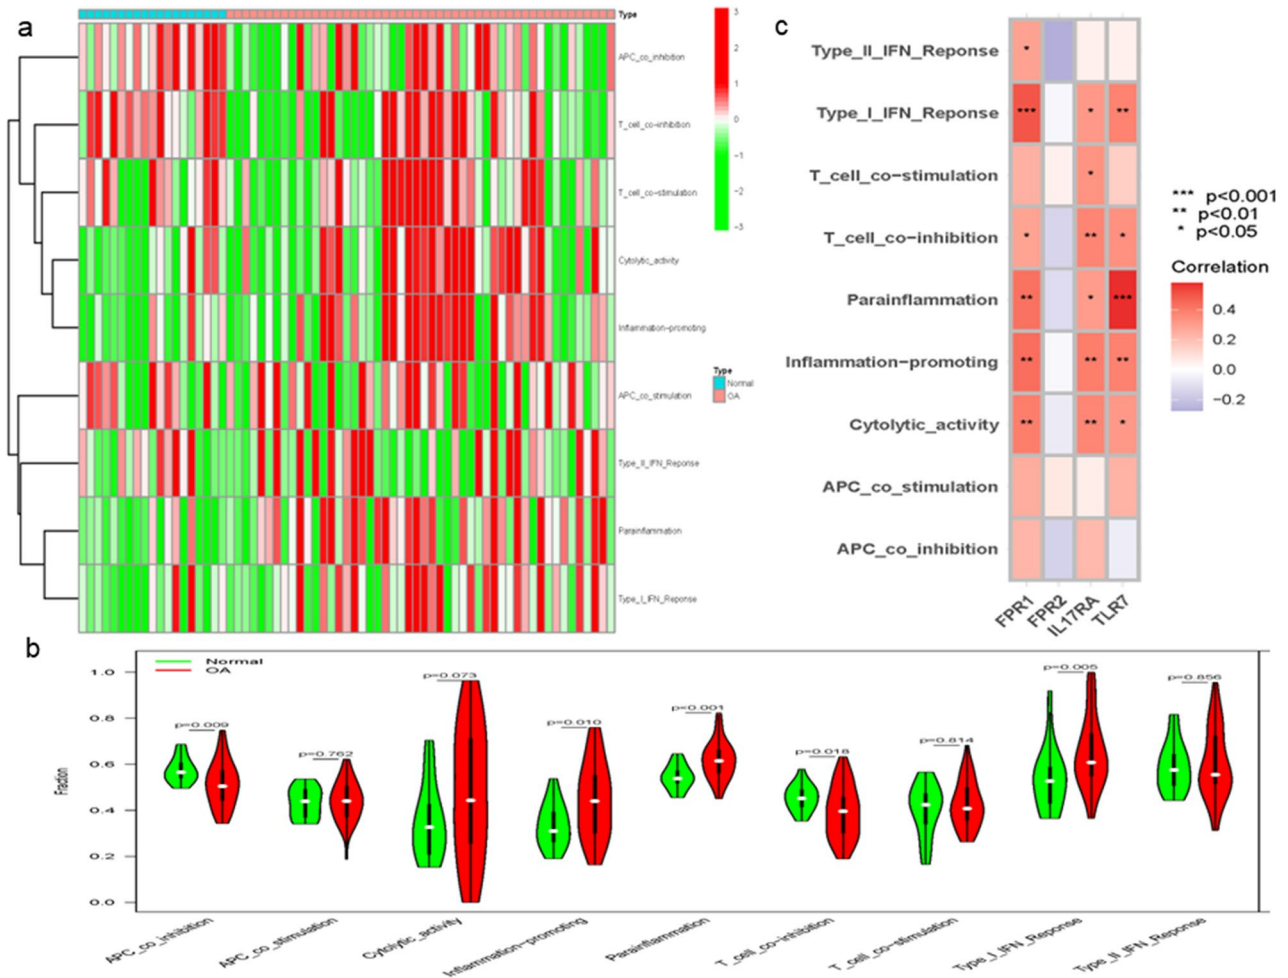 a
Type
APC_co_inhibition
T_cell_co-inhibition
T_cell_co-stimulation
Cytolytic_activity
Inflammation-promoting
APC_co_stimulation
Type_II_IFN_Reponse
Parainflammation
Type_I_IFN_Reponse
3
2
1
0
−1
−2
−3
Type
Normal
OA
c
Type_II_IFN_Reponse
Type_I_IFN_Reponse
T_cell_co−stimulation
T_cell_co−inhibition
Parainflammation
Inflammation−promoting
Cytolytic_activity
APC_co_stimulation
APC_co_inhibition
*
*** * **
*
* ** *
** * ***
** ** **
** ** *
FPR1
FPR2
IL17RA
TLR7
*** p<0.001
** p<0.01
* p<0.05
Correlation
0.4
0.2
0.0
−0.2
b
Normal
OA
Fraction
1.0
0.8
0.6
0.4
0.2
0.0
p=0.009
p=0.762
p=0.073
p=0.010
p=0.001
p=0.018
p=0.814
p=0.005
p=0.856
APC_co_inhibition
APC_co_stimulation
Cytolytic_activity
Inflammation-promoting
Parainflammation
T_cell_co-inhibition
T_cell_co-stimulation
Type_I_IFN_Reponse
Type_II_IFN_Reponse